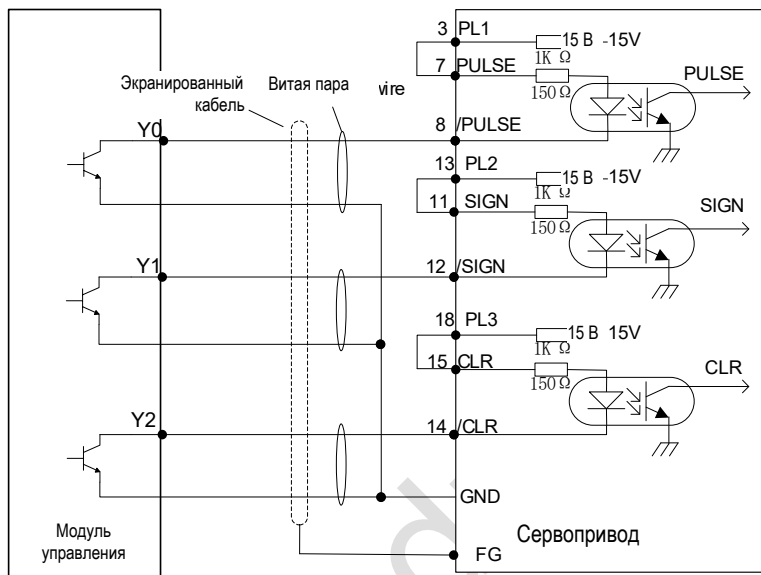 3 PL1
15 В -15V
1K Ω
7 PULSE
150 Ω
PULSE
Экранированный
кабель
Витая пара
wire
Y0
8 /PULSE
13 PL2
15 В -15V
1K Ω
11 SIGN
150 Ω
SIGN
Y1
12 /SIGN
18 PL3
15 В 15V
1K Ω
15 CLR
150 Ω
CLR
Y2
14 /CLR
GND
Модуль
управления
Сервопривод
FG